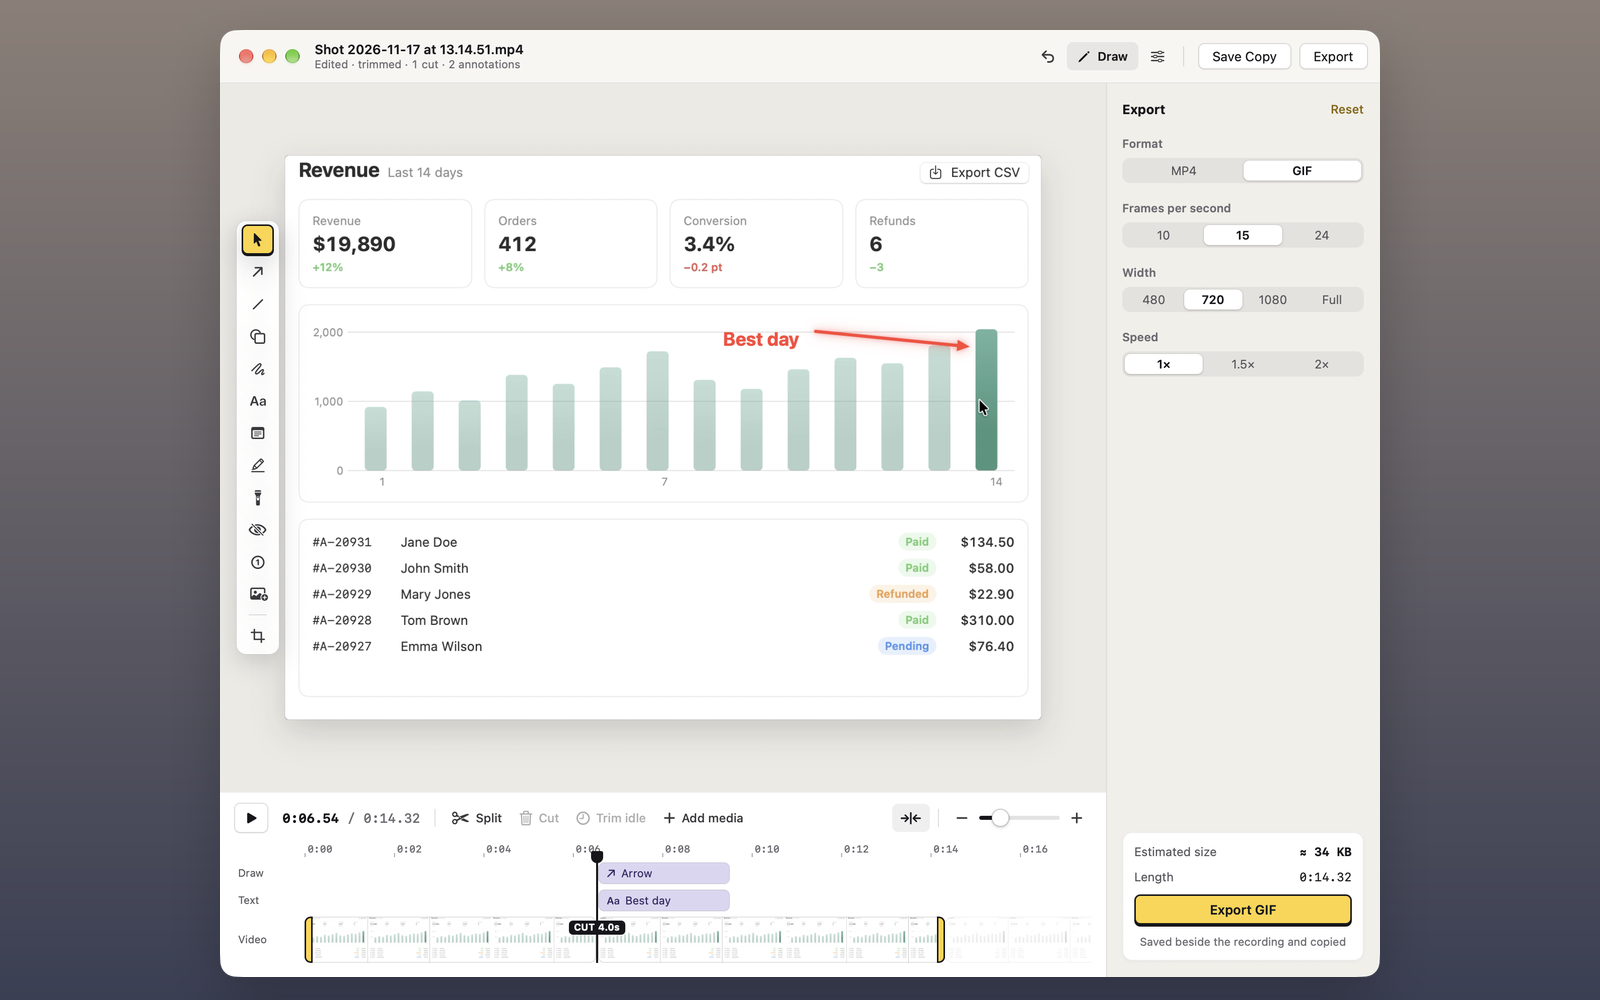 Shot 2026-11-17 at 13.14.51.mp4
Edited · trimmed · 1 cut · 2 annotations
Draw
Save Copy
Export
Revenue Last 14 days
Export CSV
Revenue
$19,890
+12%
Orders
412
+8%
Conversion
3.4%
−0.2 pt
Refunds
6
−3
2,000
1,000
0
Best day
1
7
14
#A−20931 Jane Doe Paid $134.50
#A−20930 John Smith Paid $58.00
#A−20929 Mary Jones Refunded $22.90
#A−20928 Tom Brown Paid $310.00
#A−20927 Emma Wilson Pending $76.40
Aa
1
Export
Reset
Format
MP4 GIF
Frames per second
10 15 24
Width
480 720 1080 Full
Speed
1× 1.5× 2×
Estimated size ≈ 34 KB
Length 0:14.32
Export GIF
Saved beside the recording and copied
0:06.54 / 0:14.32
Split
Cut
Trim idle
Add media
0:00 0:02 0:04 0:06 0:08 0:10 0:12 0:14 0:16
Draw
Arrow
Text
Aa Best day
Video
CUT 4.0s